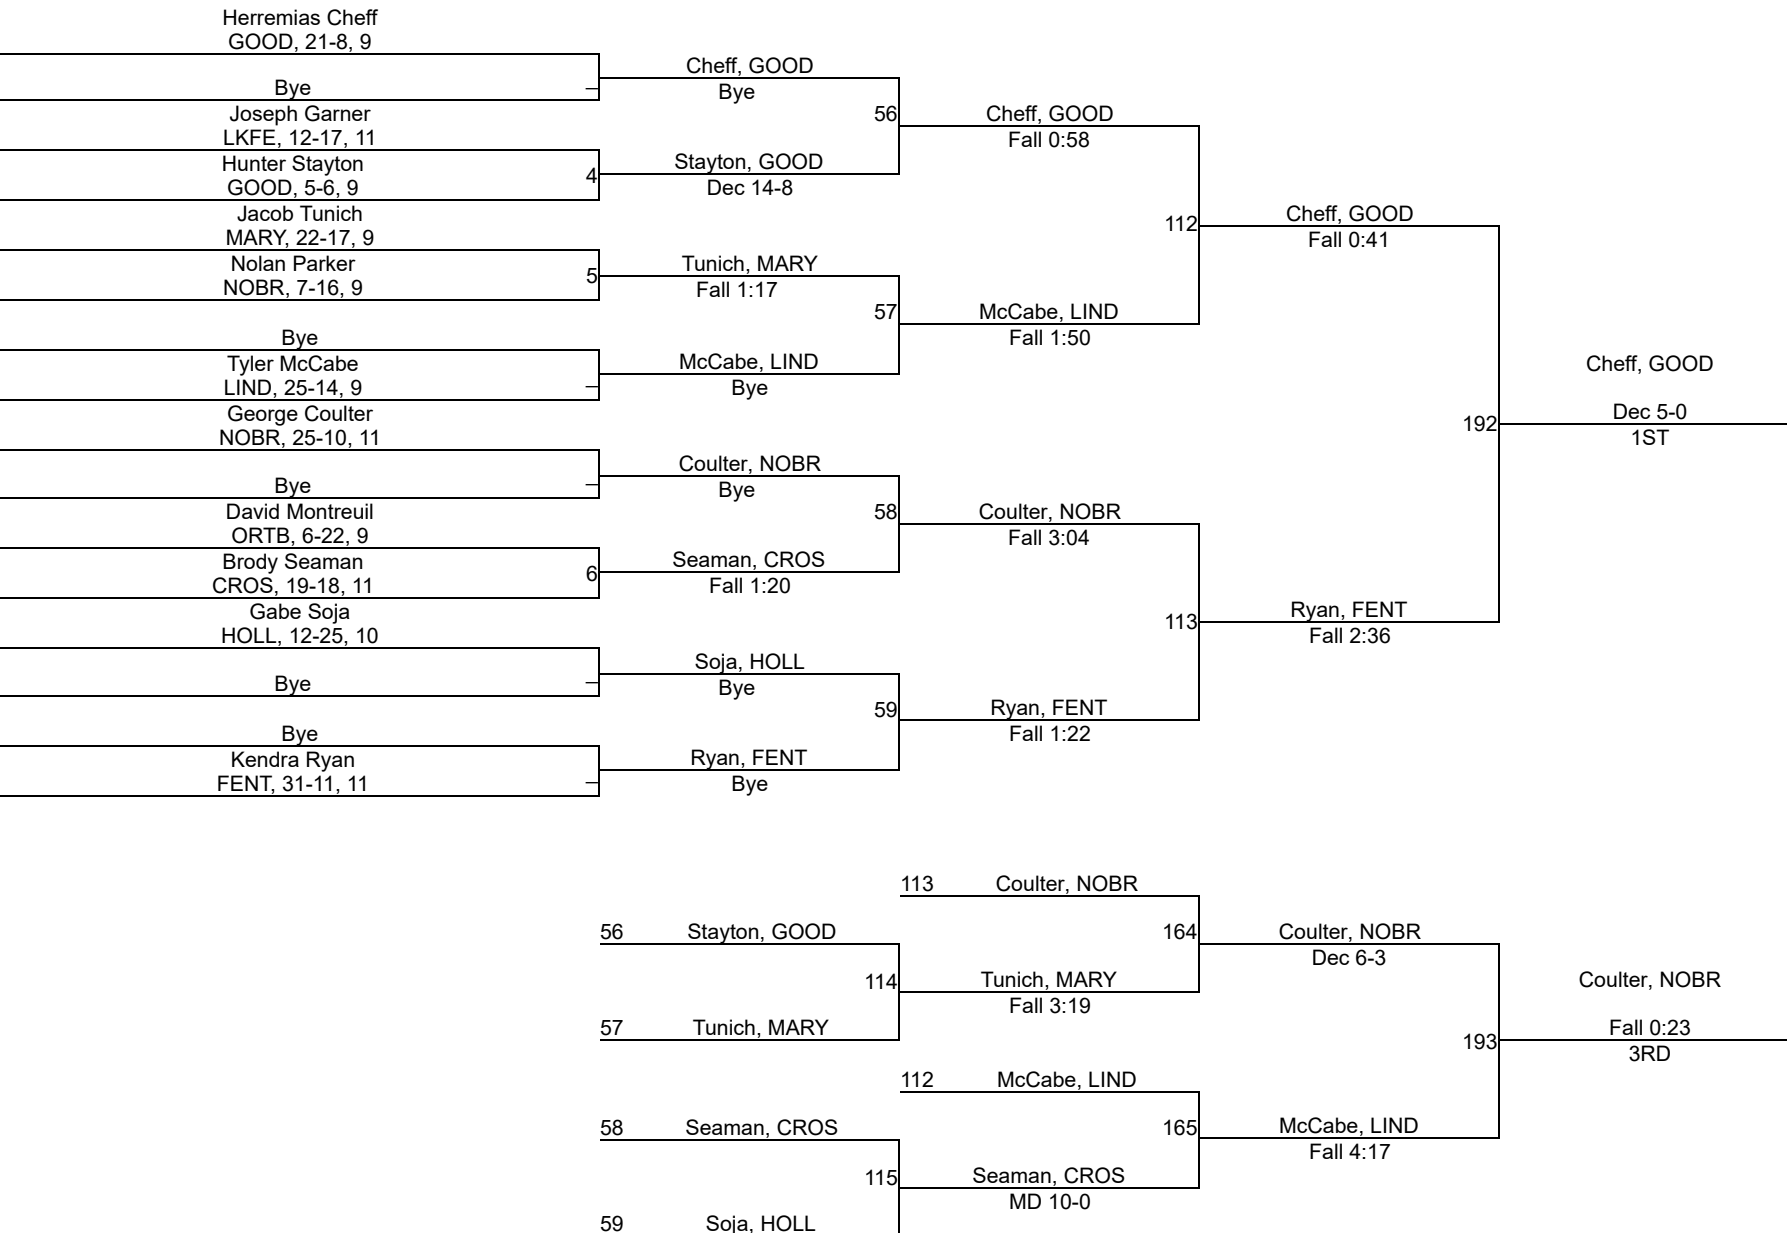 Herremias Cheff
GOOD, 21-8, 9
Bye
Joseph Garner
LKFE, 12-17, 11
Hunter Stayton
GOOD, 5-6, 9
4
Jacob Tunich
MARY, 22-17, 9
Nolan Parker
NOBR, 7-16, 9
5
Bye
Tyler McCabe
LIND, 25-14, 9
George Coulter
NOBR, 25-10, 11
Bye
David Montreuil
ORTB, 6-22, 9
Brody Seaman
CROS, 19-18, 11
6
Gabe Soja
HOLL, 12-25, 10
Bye
Bye
Kendra Ryan
FENT, 31-11, 11
Cheff, GOOD
Bye
56
Stayton, GOOD
Dec 14-8
Tunich, MARY
Fall 1:17
57
McCabe, LIND
Bye
Coulter, NOBR
Bye
58
Seaman, CROS
Fall 1:20
Soja, HOLL
Bye
59
Ryan, FENT
Bye
Cheff, GOOD
Fall 0:58
112
McCabe, LIND
Fall 1:50
Coulter, NOBR
Fall 3:04
113
Ryan, FENT
Fall 1:22
Cheff, GOOD
Fall 0:41
192
Ryan, FENT
Fall 2:36
Cheff, GOOD
Dec 5-0
1ST
113 Coulter, NOBR
56 Stayton, GOOD
114
57 Tunich, MARY
Tunich, MARY
Fall 3:19
164
112 McCabe, LIND
58 Seaman, CROS
115
59 Soja, HOLL
Seaman, CROS
MD 10-0
165
Coulter, NOBR
Dec 6-3
193
McCabe, LIND
Fall 4:17
Coulter, NOBR
Fall 0:23
3RD